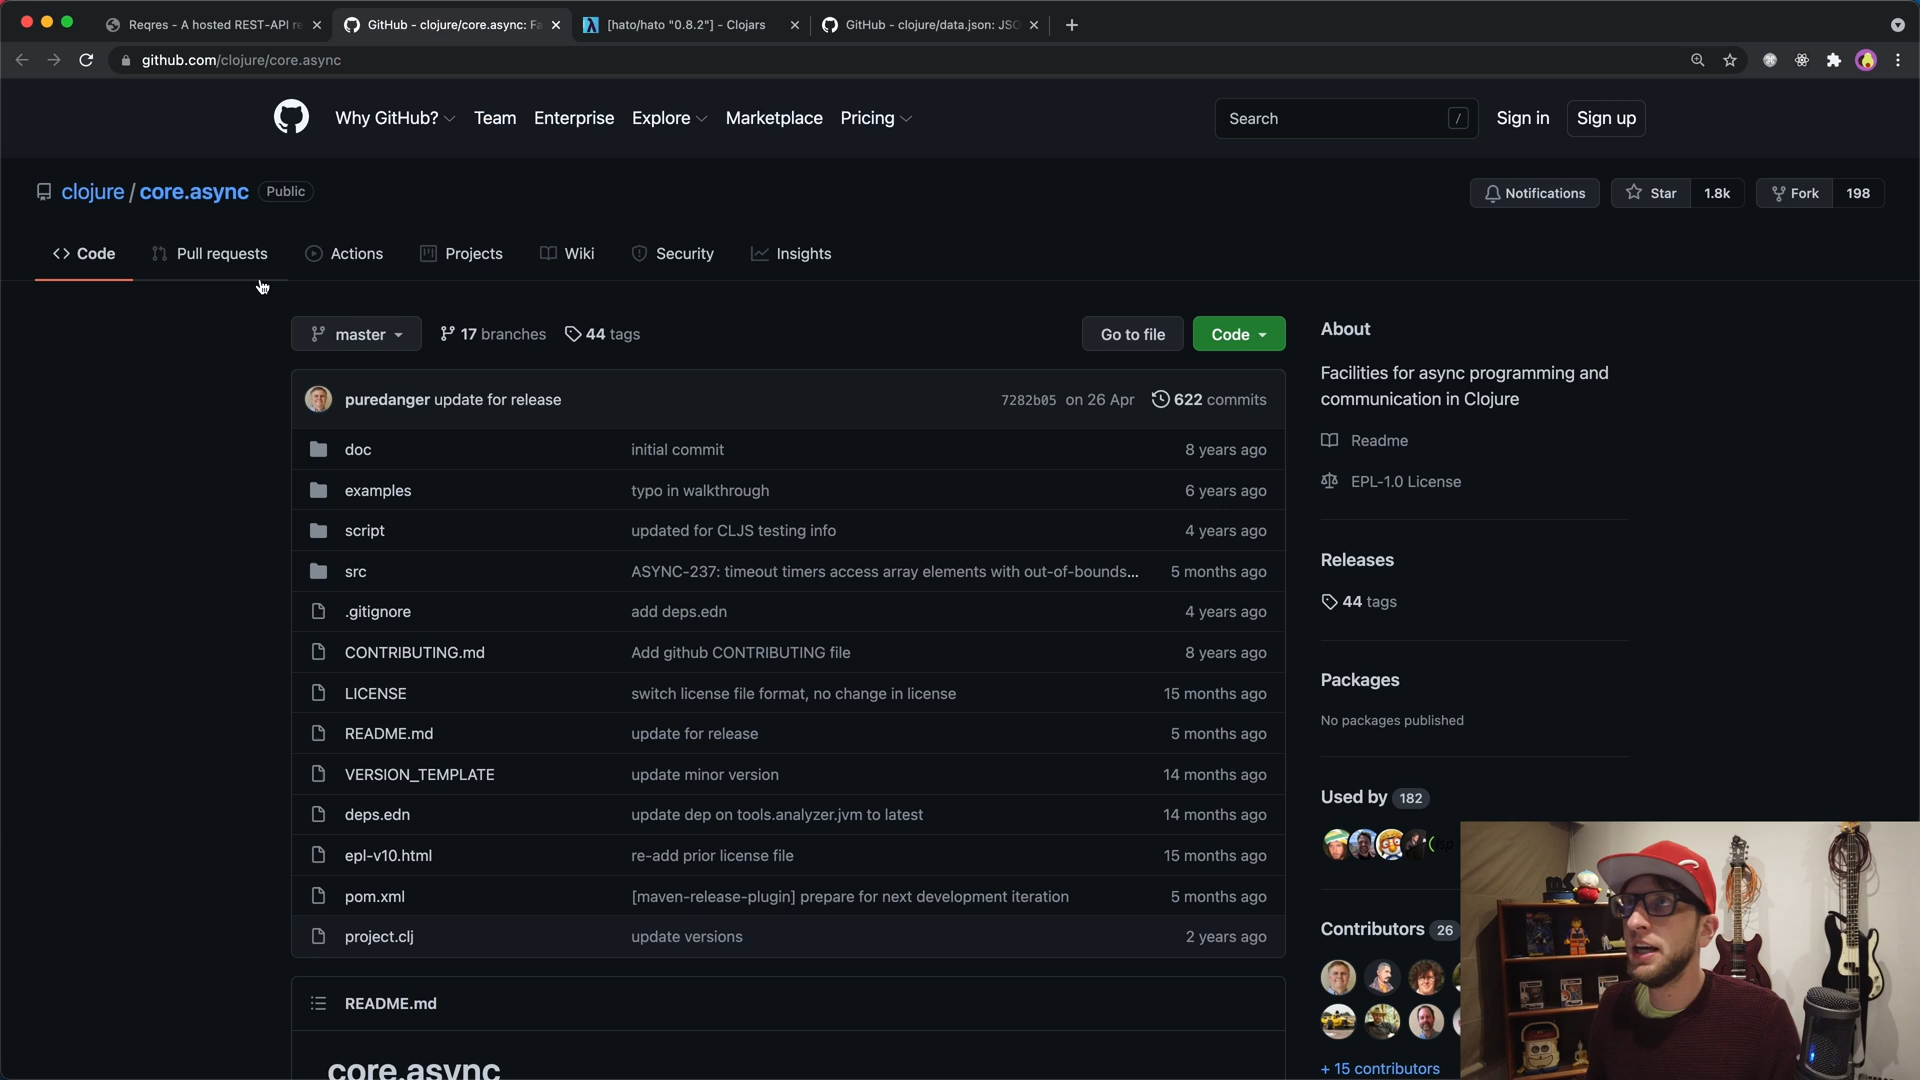 Reqres - A hosted REST-API re
GitHub - clojure/core.async: Fa
[hato/hato "0.8.2"] - Clojars
GitHub - clojure/data.json: JSO
github.com/clojure/core.async
Why GitHub?
Team
Enterprise
Explore
Marketplace
Pricing
Search
/
Sign in
Sign up
clojure / core.async
Public
Notifications
Star
1.8k
Fork
198
Code
Pull requests
Actions
Projects
Wiki
Security
Insights
master
17 branches
44 tags
Go to file
Code
puredanger update for release
7282b05 on 26 Apr
622 commits
doc
initial commit
8 years ago
examples
typo in walkthrough
6 years ago
script
updated for CLJS testing info
4 years ago
src
ASYNC-237: timeout timers access array elements with out-of-bounds...
5 months ago
.gitignore
add deps.edn
4 years ago
CONTRIBUTING.md
Add github CONTRIBUTING file
8 years ago
LICENSE
switch license file format, no change in license
15 months ago
README.md
update for release
5 months ago
VERSION_TEMPLATE
update minor version
14 months ago
deps.edn
update dep on tools.analyzer.jvm to latest
14 months ago
epl-v10.html
re-add prior license file
15 months ago
pom.xml
[maven-release-plugin] prepare for next development iteration
5 months ago
project.clj
update versions
2 years ago
README.md
core.async
About
Facilities for async programming and
communication in Clojure
Readme
EPL-1.0 License
Releases
44 tags
Packages
No packages published
Used by 182
Contributors 26
+ 15 contributors